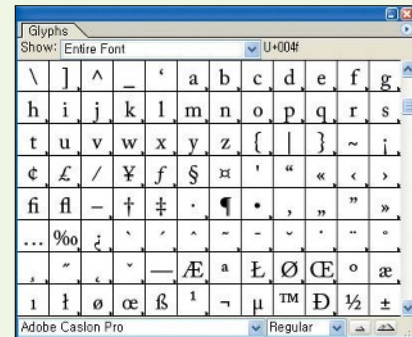 Glyphs
Show: Entire Font U+004f
\ ] ^ _ ‘ a b c d e f g
h i j k l m n o p q r s
t u v w x y z { | } ~ ¡
¢ £ ⁄ ¥ ƒ § ¤ ' “ « ‹ ›
fi fl – † ‡ · ¶ • ‚ „ ” »
… ‰ ¿ ` ´ ˆ ˜ ¯ ˘ ˙ ¨ ˚
¸ ˝ ˛ ˇ — Æ ª Ł Ø Œ º æ
ı ł ø œ ß ¹ ¬ µ ™ Ð ½ ±
Adobe Caslon Pro Regular